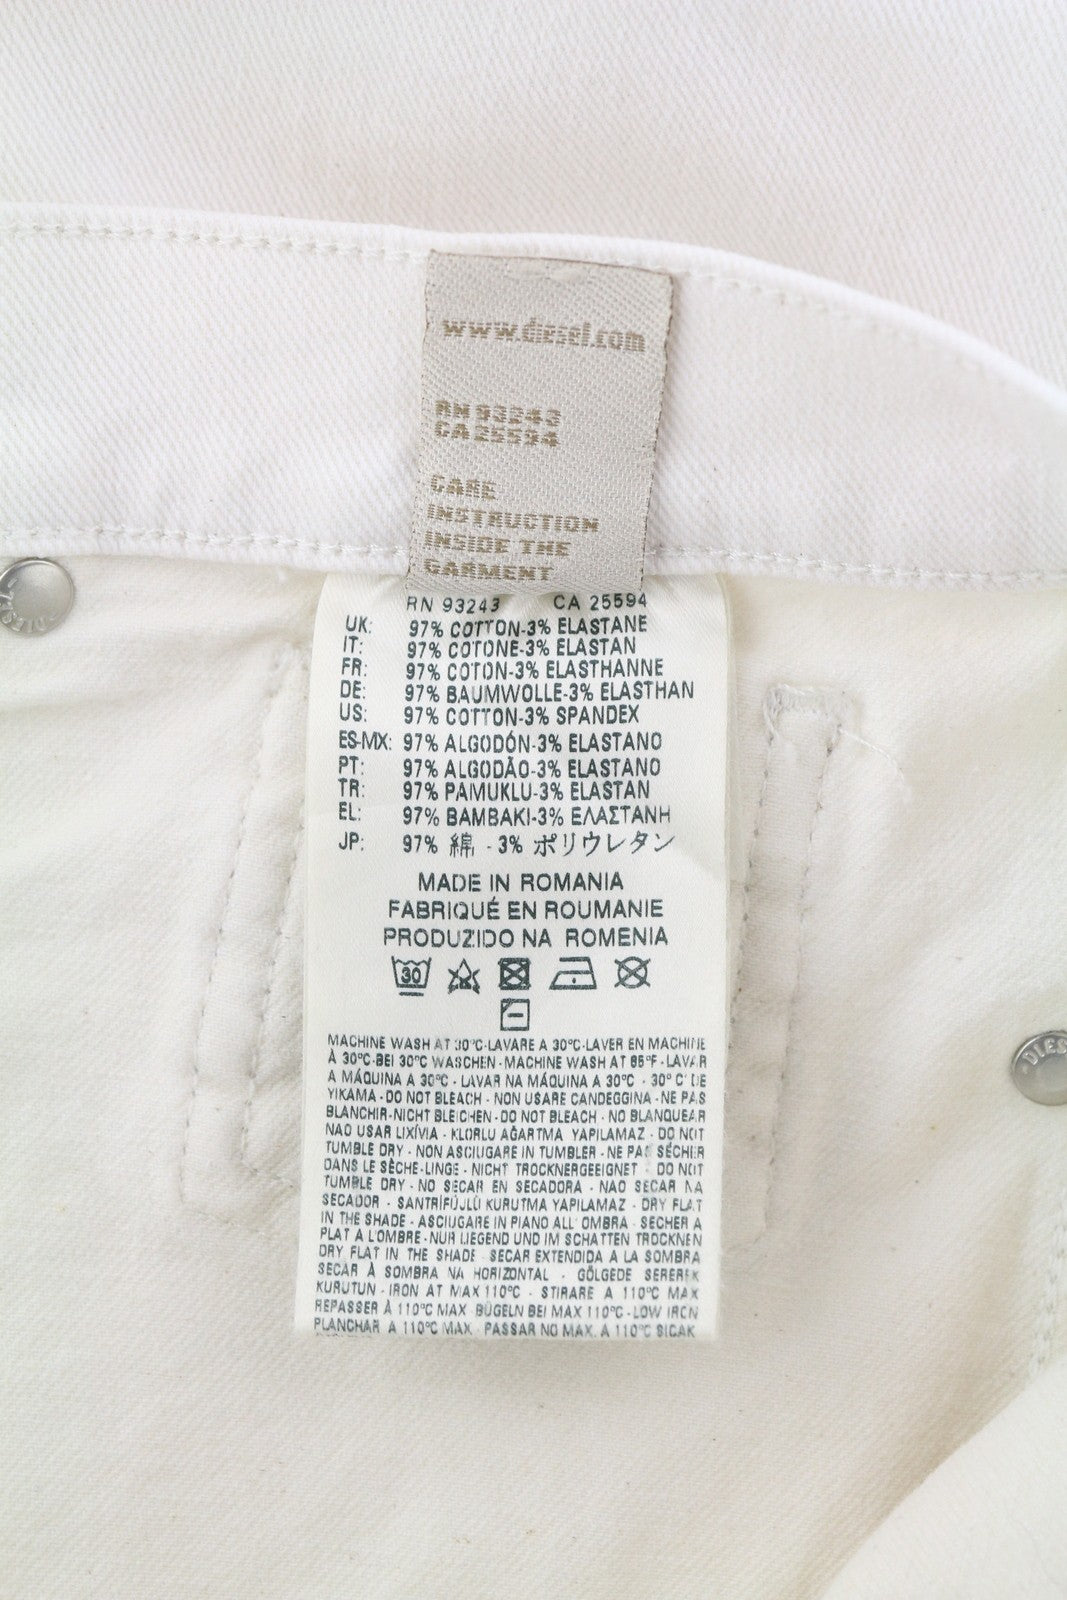 www.diesel.com
RN 93243
CA 25594
CARE
INSTRUCTION
INSIDE THE
GARMENT
RN 93243 CA 25594
UK: 97% COTTON-3% ELASTANE
IT: 97% COTONE-3% ELASTAN
FR: 97% COTON-3% ELASTHANNE
DE: 97% BAUMWOLLE-3% ELASTHAN
US: 97% COTTON-3% SPANDEX
ES-MX: 97% ALGODÓN-3% ELASTANO
PT: 97% ALGODÃO-3% ELASTANO
TR: 97% PAMUKLU-3% ELASTAN
EL: 97% BAMBAKI-3% ΕΛΑΣΤΑΝΗ
JP: 97% 綿 - 3% ポリウレタン
MADE IN ROMANIA
FABRIQUÉ EN ROUMANIE
PRODUZIDO NA ROMENIA
30
MACHINE WASH AT 30°C-LAVARE A 30°C-LAVER EN MACHINE
À 30°C-BEI 30°C WASCHEN - MACHINE WASH AT 86°F - LAVAR
A MÁQUINA A 30°C - LAVAR NA MÁQUINA A 30°C - 30° C'DE
YIKAMA - DO NOT BLEACH - NON USARE CANDEGGINA - NE PAS
BLANCHIR-NICHT BLEICHEN - DO NOT BLEACH - NO BLANQUEAR
NAO USAR LIXÍVIA - KLORLU AĞARTMA YAPILAMAZ - DO NOT
TUMBLE DRY - NON ASCIUGARE IN TUMBLER - NE PAS SÉCHER
DANS LE SÈCHE-LINGE - NICHT TROCKNERGEEIGNET - DO NOT
TUMBLE DRY - NO SECAR EN SECADORA - NAO SECAR NA
SECADOR - SANTRİFÜJLÜ KURUTMA YAPILAMAZ - DRY FLAT
IN THE SHADE - ASCIUGARE IN PIANO ALL' OMBRA - SÉCHER A
PLAT A L'OMBRE - NUR LIEGEND UND IM SCHATTEN TROCKNEN
DRY FLAT IN THE SHADE - SECAR EXTENDIDA A LA SOMBRA
SECAR À SOMBRA NA HORIZONTAL - GÖLGEDE SEREREK
KURUTUN - IRON AT MAX 110°C - STIRARE A 110°C MAX
REPASSER À 110°C MAX - BÜGELN BEI MAX 110°C - LOW IRON
PLANCHAR A 110°C MAX - PASSAR NO MAX. A 110°C SICAK
DIESEL
DIES